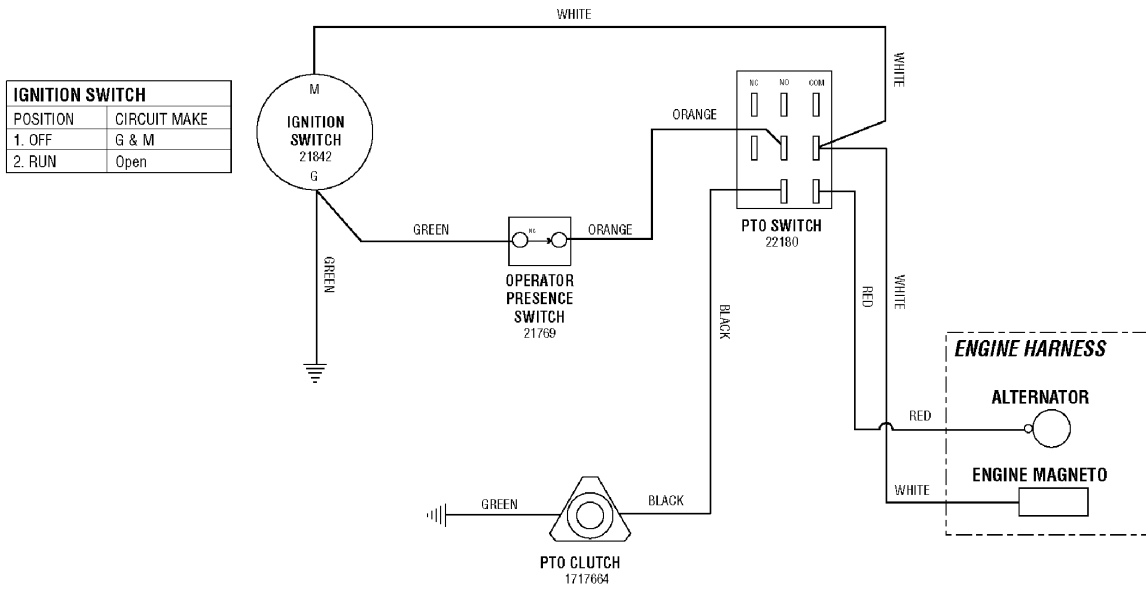 WHITE
WHITE
IGNITION SWITCH
POSITION CIRCUIT MAKE
1. OFF G & M
2. RUN Open
M
IGNITION
SWITCH
21842
G
NC NO COM
ORANGE
PTO SWITCH
22180
GREEN
NC
ORANGE
OPERATOR
PRESENCE
SWITCH
21769
GREEN
BLACK
RED
WHITE
ENGINE HARNESS
ALTERNATOR
RED
ENGINE MAGNETO
WHITE
GREEN
BLACK
PTO CLUTCH
1717664